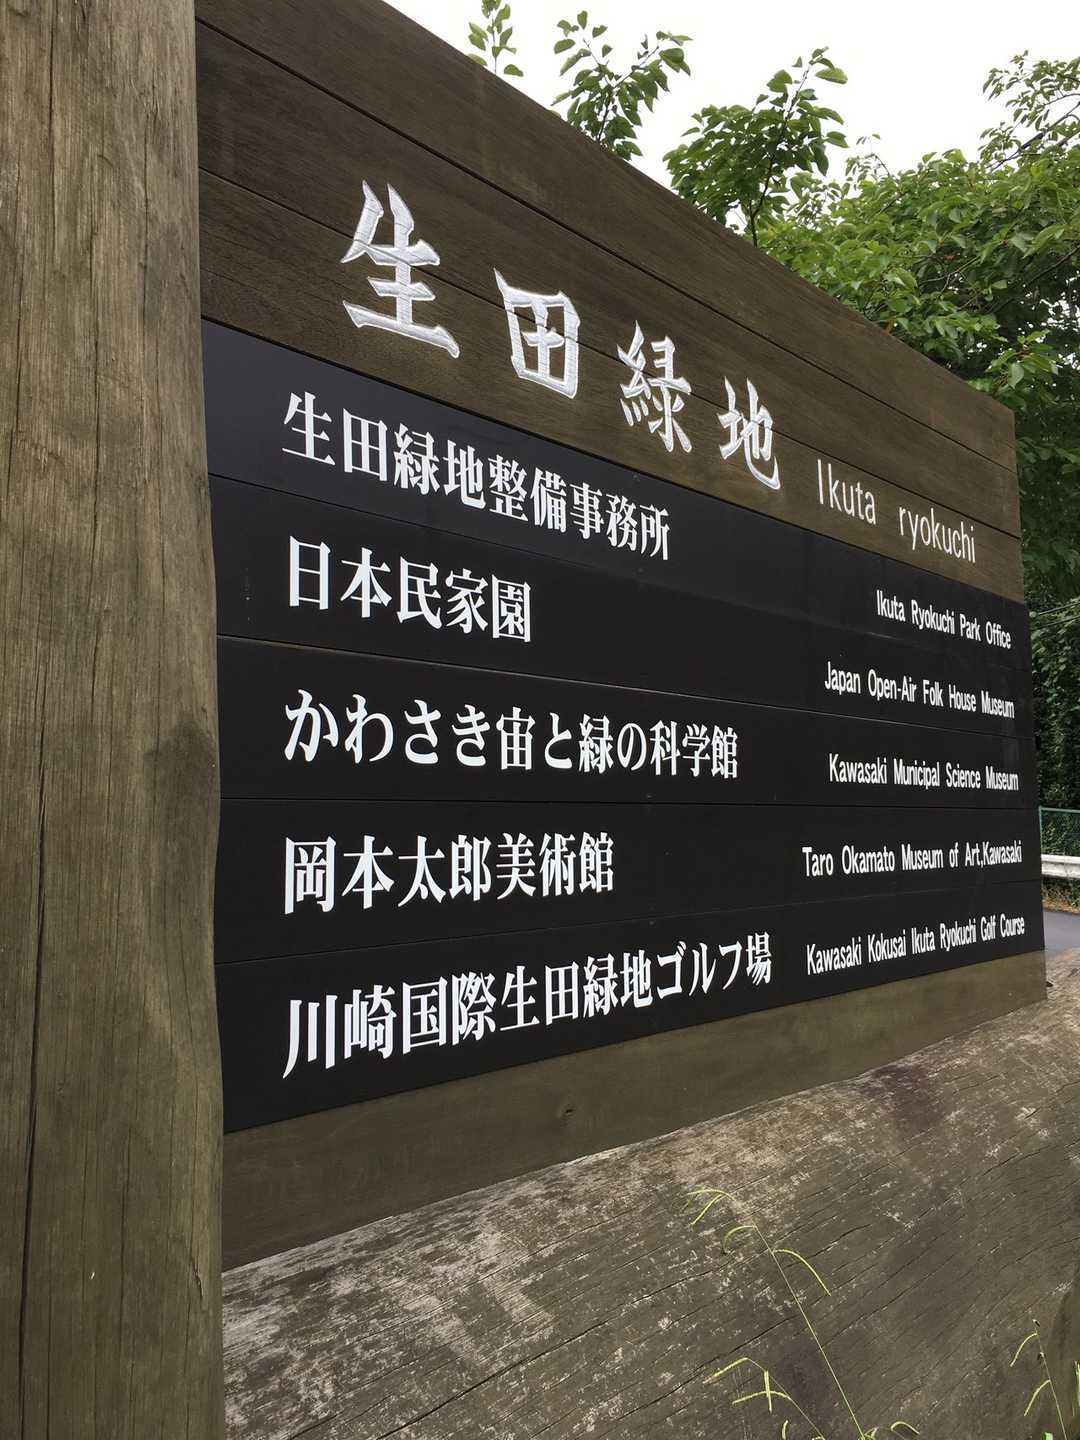 生田緑地 Ikuta ryokuchi
生田緑地整備事務所 Ikuta Ryokuchi Park Office
日本民家園 Japan Open-Air Folk House Museum
かわさき宙と緑の科学館 Kawasaki Municipal Science Museum
岡本太郎美術館 Taro Okamato Museum of Art,Kawasaki
川崎国際生田緑地ゴルフ場 Kawasaki Kokusai Ikuta Ryokuchi Golf Course